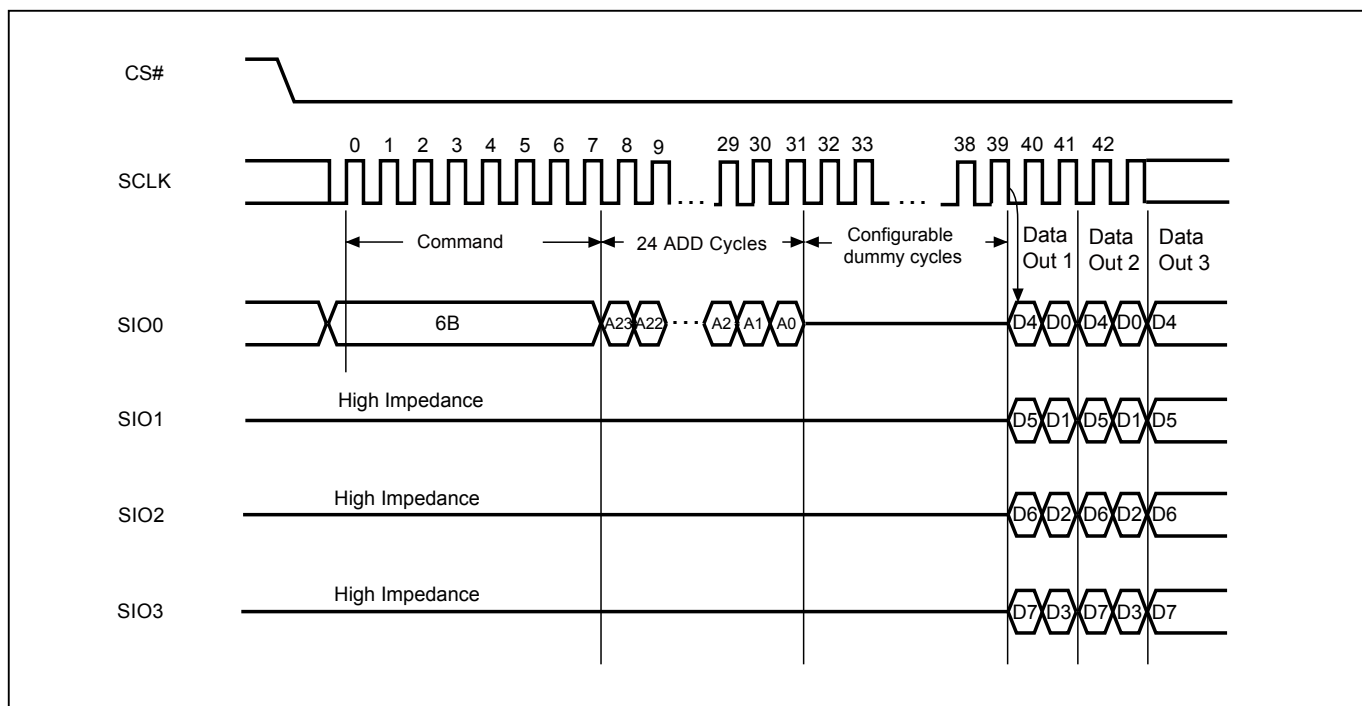 CS#
0 1 2 3 4 5 6 7 8 9 29 30 31 32 33 38 39 40 41 42
SCLK
Command
24 ADD Cycles
Configurable
dummy cycles
Data
Out 1
Data
Out 2
Data
Out 3
SIO0
6B
A23 A22 A2 A1 A0
D4 D0 D4 D0 D4
High Impedance
SIO1
D5 D1 D5 D1 D5
High Impedance
SIO2
D6 D2 D6 D2 D6
High Impedance
SIO3
D7 D3 D7 D3 D7